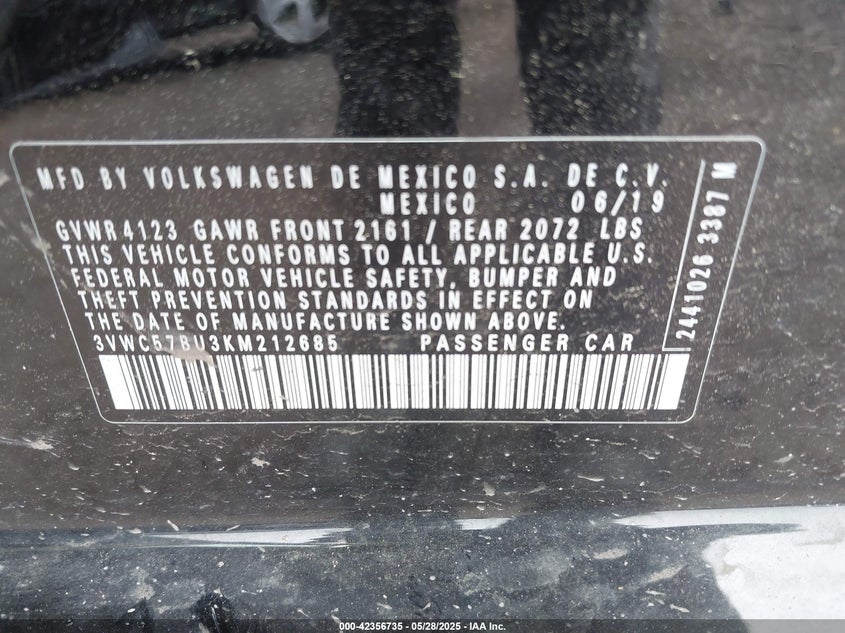 MFD BY VOLKSWAGEN DE MEXICO S.A. DE C.V.
MEXICO 06/19
GVWR 4123 GAWR FRONT 2161 / REAR 2072 LBS
THIS VEHICLE CONFORMS TO ALL APPLICABLE U.S.
FEDERAL MOTOR VEHICLE SAFETY, BUMPER AND
THEFT PREVENTION STANDARDS IN EFFECT ON
THE DATE OF MANUFACTURE SHOWN ABOVE.
3VWC57BU3KM212685 PASSENGER CAR
2441026 3387 M
000-42356735 - 05/28/2025 - IAA Inc.